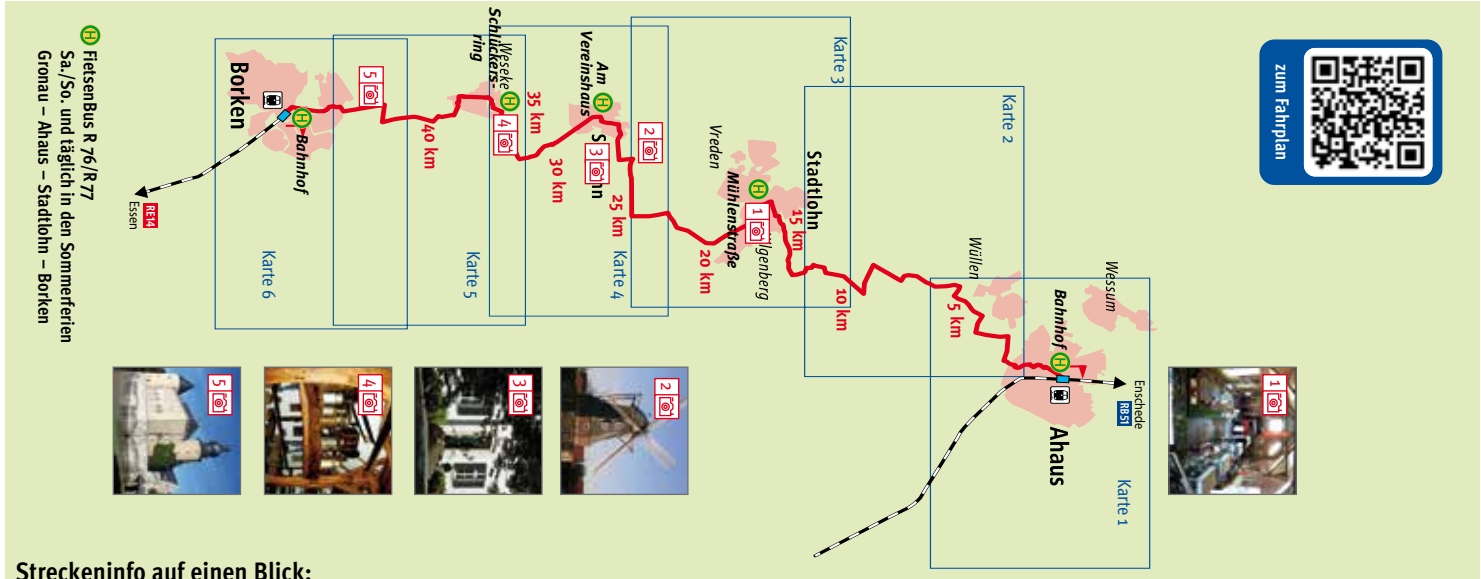 zum Fahrplan
Karte 1
Karte 2
Karte 3
Karte 4
Karte 5
Karte 6
Enschede
RB51
Wessum
Bahnhof
H
Ahaus
Wüllen
5 km
10 km
Stadtlohn
15 km
Vreden
H
Mühlenstraße
1
20 km
2
25 km
Am
Vereinshaus
H
3
30 km
35 km
Weseke
Schlückers-
ring
H
4
40 km
5
Borken
H
Bahnhof
RE14
Essen
1
2
3
4
5
H FietsenBus R 76/R 77
Sa./So. und täglich in den Sommerferien
Gronau – Ahaus – Stadtlohn – Borken
Streckeninfo auf einen Blick: